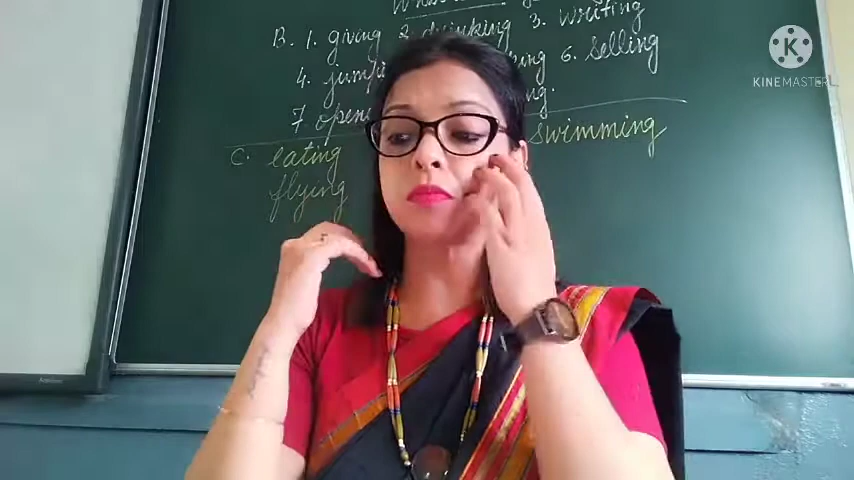 B. 1. giving 2. drinking 3. writing
4. 6. selling
7.
C. eating swimming
flying
KINEMASTER